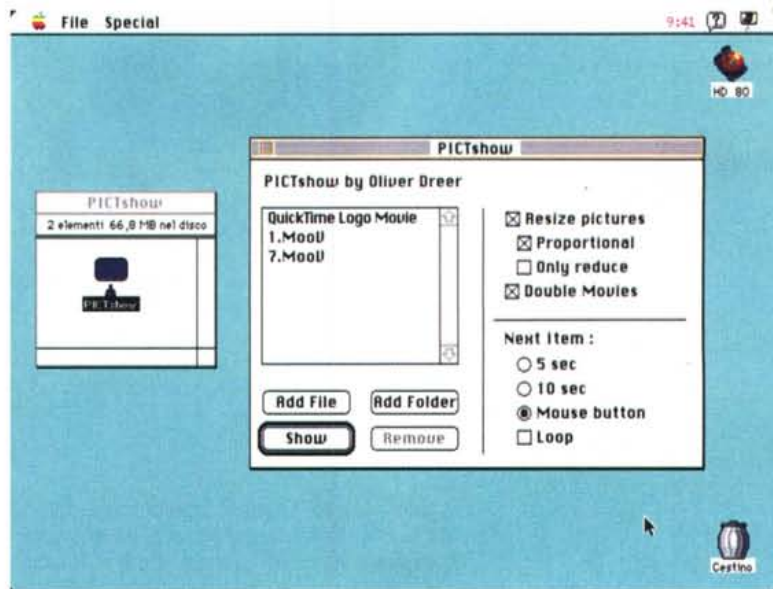 File Special 9:41
HD 80
PICTshow
PICTshow by Oliver Dreer
QuickTime Logo Movie
1.MooV
7.MooV
Add File
Add Folder
Show
Remove
Resize pictures
Proportional
Only reduce
Double Movies
Next item :
5 sec
10 sec
Mouse button
Loop
PICTshow
2 elementi 66,8 MB nel disco
PICTshow
Cestino